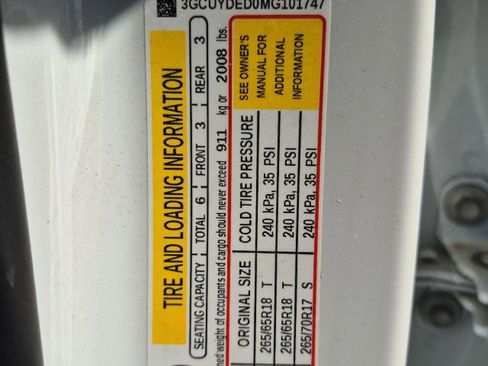 3GCUYDED0MG101747
TIRE AND LOADING INFORMATION
SEATING CAPACITY TOTAL 6 FRONT 3 REAR 3
weight of occupants and cargo should never exceed 911 kg or 2008 lbs.
ORIGINAL SIZE COLD TIRE PRESSURE SEE OWNER'S
265/65R18 T 240 kPa, 35 PSI MANUAL FOR
265/65R18 T 240 kPa, 35 PSI ADDITIONAL
265/70R17 S 240 kPa, 35 PSI INFORMATION